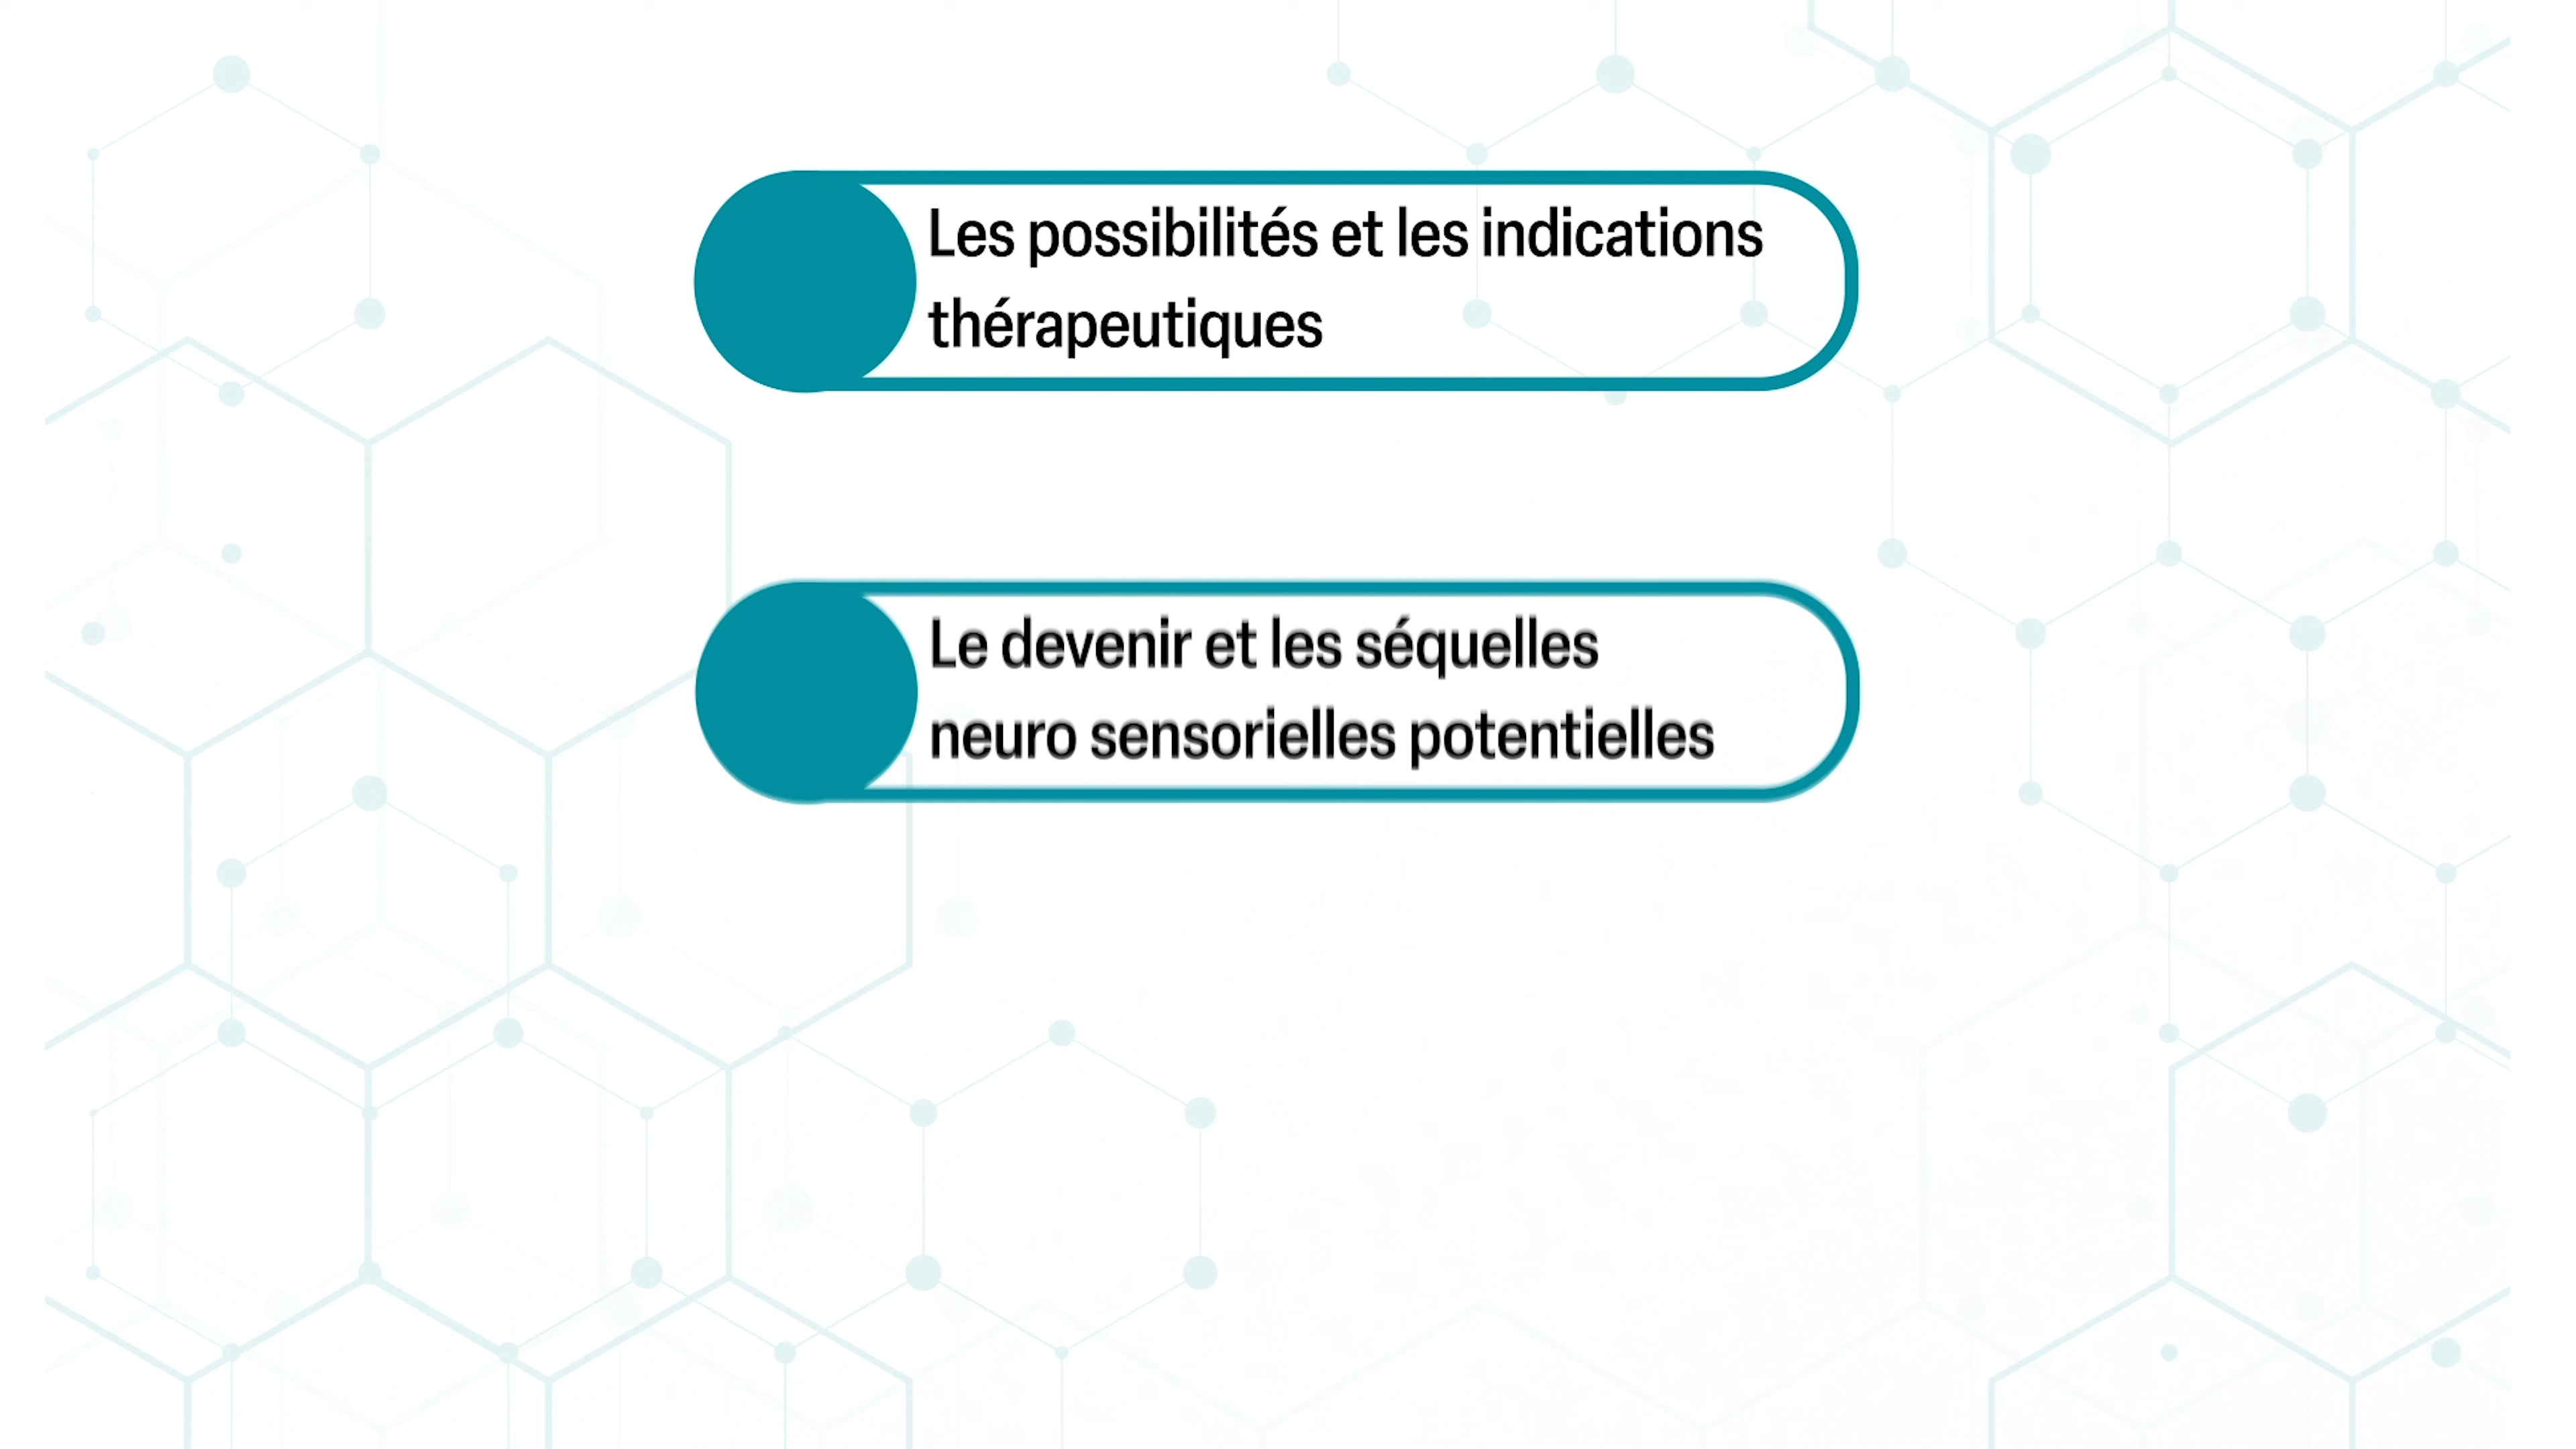 Les possibilités et les indications
thérapeutiques
Le devenir et les séquelles
neuro sensorielles potentielles